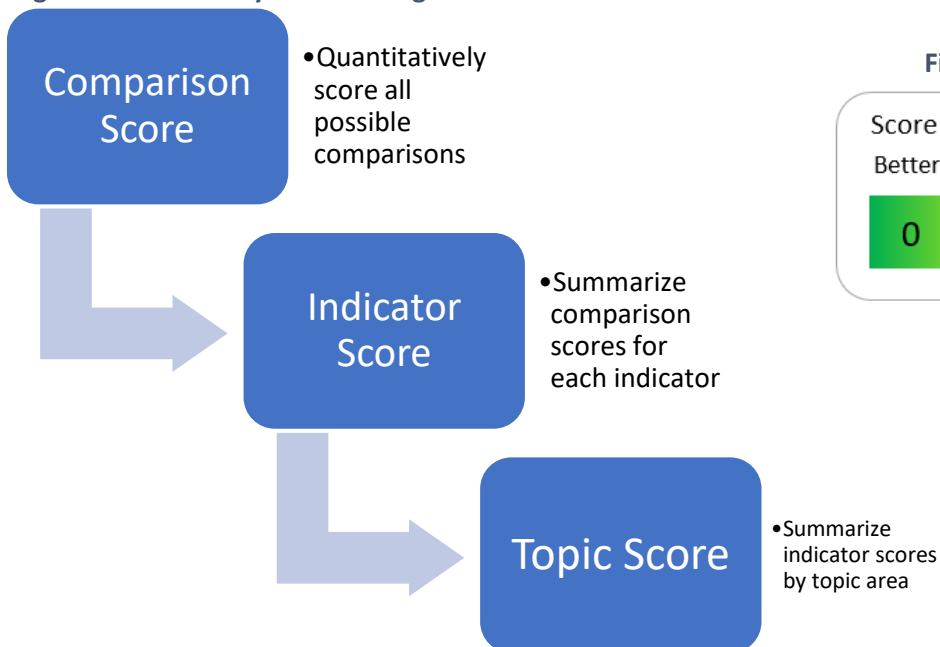 Comparison
Score
•Quantitatively
score all
possible
comparisons
Score
Better
0
Indicator
Score
•Summarize
comparison
scores for
each indicator
Topic Score
•Summarize
indicator scores
by topic area